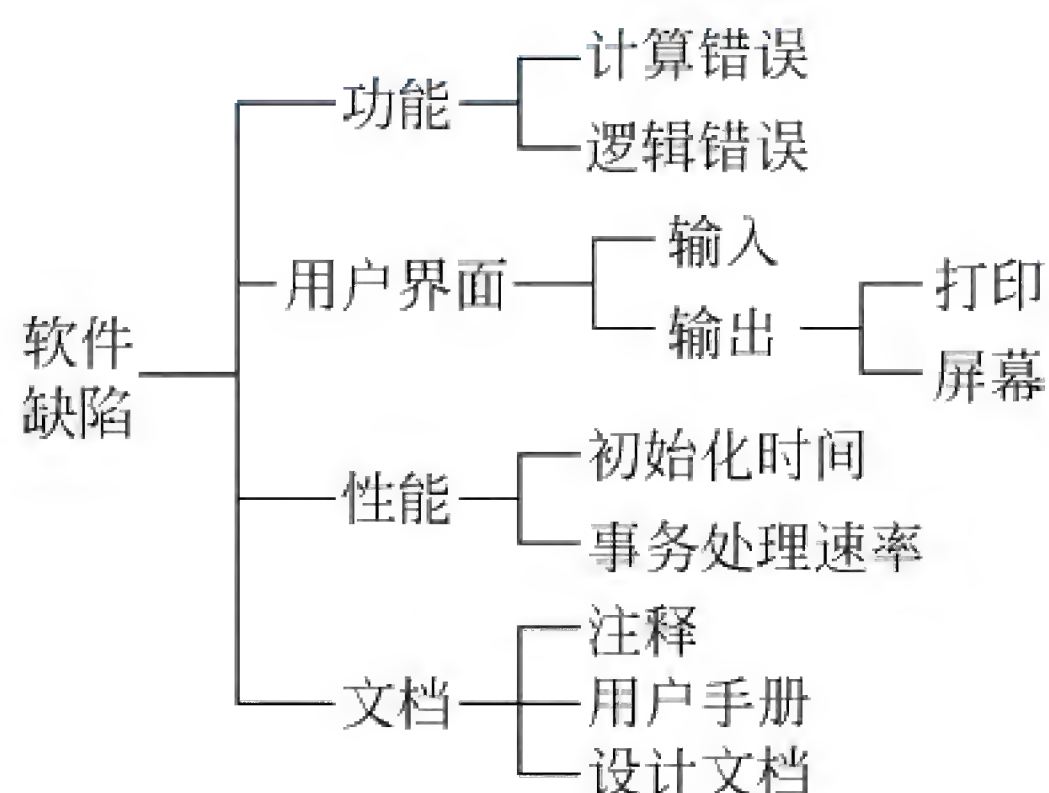 软件
缺陷
功能
计算错误
逻辑错误
用户界面
输入
输出
打印
屏幕
性能
初始化时间
事务处理速率
文档
注释
用户手册
设计文档